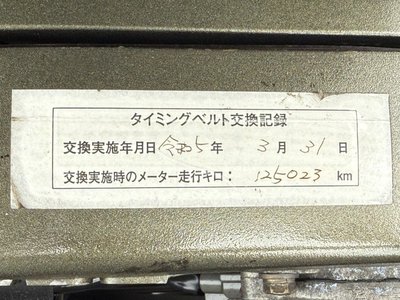 タイミングベルト交換記録
交換実施年月日 令和5年 3月 31日
交換実施時のメーター走行キロ: 125023 km